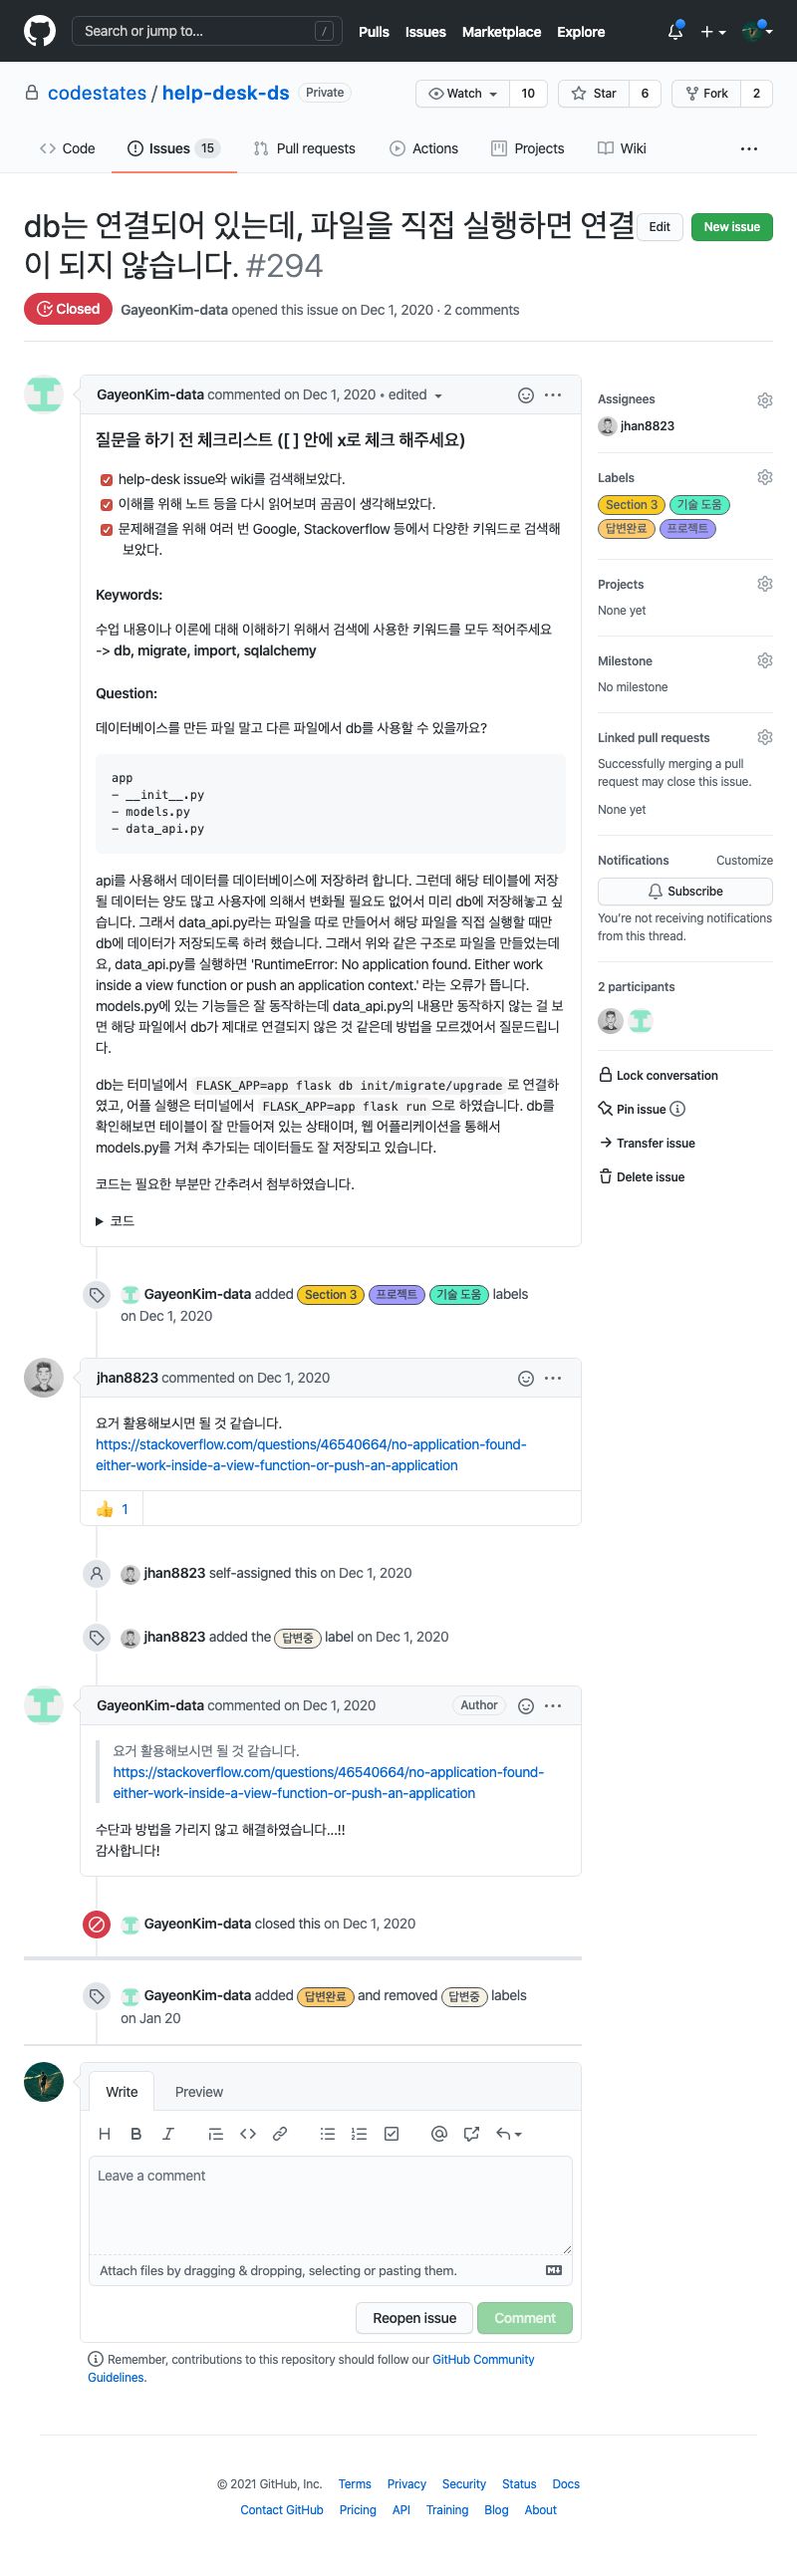 Search or jump to... /
Pulls Issues Marketplace Explore
codestates / help-desk-ds Private
Watch 10 Star 6 Fork 2
Code Issues 15 Pull requests Actions Projects Wiki ...
db는 연결되어 있는데, 파일을 직접 실행하면 연결
이 되지 않습니다. #294
Edit New issue
Closed GayeonKim-data opened this issue on Dec 1, 2020 · 2 comments
GayeonKim-data commented on Dec 1, 2020 • edited
질문을 하기 전 체크리스트 ([ ] 안에 x로 체크 해주세요)
help-desk issue와 wiki를 검색해보았다.
이해를 위해 노트 등을 다시 읽어보며 곰곰이 생각해보았다.
문제해결을 위해 여러 번 Google, Stackoverflow 등에서 다양한 키워드로 검색해
보았다.
Keywords:
수업 내용이나 이론에 대해 이해하기 위해서 검색에 사용한 키워드를 모두 적어주세요
-> db, migrate, import, sqlalchemy
Question:
데이터베이스를 만든 파일 말고 다른 파일에서 db를 사용할 수 있을까요?
app
- __init__.py
- models.py
- data_api.py
api를 사용해서 데이터를 데이터베이스에 저장하려 합니다. 그런데 해당 테이블에 저장
될 데이터는 양도 많고 사용자에 의해서 변화될 필요도 없어서 미리 db에 저장해놓고 싶
습니다. 그래서 data_api.py라는 파일을 따로 만들어서 해당 파일을 직접 실행할 때만
db에 데이터가 저장되도록 하려 했습니다. 그래서 위와 같은 구조로 파일을 만들었는데
요, data_api.py를 실행하면 'RuntimeError: No application found. Either work
inside a view function or push an application context.' 라는 오류가 뜹니다.
models.py에 있는 기능들은 잘 동작하는데 data_api.py의 내용만 동작하지 않는 걸 보
면 해당 파일에서 db가 제대로 연결되지 않은 것 같은데 방법을 모르겠어서 질문드립니
다.
db는 터미널에서 FLASK_APP=app flask db init/migrate/upgrade 로 연결하
였고, 어플 실행은 터미널에서 FLASK_APP=app flask run 으로 하였습니다. db를
확인해보면 테이블이 잘 만들어져 있는 상태이며, 웹 어플리케이션을 통해서
models.py를 거쳐 추가되는 데이터들도 잘 저장되고 있습니다.
코드는 필요한 부분만 간추려서 첨부하였습니다.
▶ 코드
GayeonKim-data added Section 3 프로젝트 기술 도움 labels
on Dec 1, 2020
jhan8823 commented on Dec 1, 2020
요거 활용해보시면 될 것 같습니다.
https://stackoverflow.com/questions/46540664/no-application-found-
either-work-inside-a-view-function-or-push-an-application
👍 1
jhan8823 self-assigned this on Dec 1, 2020
jhan8823 added the 답변중 label on Dec 1, 2020
GayeonKim-data commented on Dec 1, 2020 Author
요거 활용해보시면 될 것 같습니다.
https://stackoverflow.com/questions/46540664/no-application-found-
either-work-inside-a-view-function-or-push-an-application
수단과 방법을 가리지 않고 해결하였습니다...!!
감사합니다!
GayeonKim-data closed this on Dec 1, 2020
GayeonKim-data added 답변완료 and removed 답변중 labels
on Jan 20
Write Preview
Leave a comment
Attach files by dragging & dropping, selecting or pasting them.
Reopen issue Comment
Remember, contributions to this repository should follow our GitHub Community
Guidelines.
Assignees
jhan8823
Labels
Section 3 기술 도움
답변완료 프로젝트
Projects
None yet
Milestone
No milestone
Linked pull requests
Successfully merging a pull
request may close this issue.
None yet
Notifications Customize
Subscribe
You're not receiving notifications
from this thread.
2 participants
Lock conversation
Pin issue
Transfer issue
Delete issue
© 2021 GitHub, Inc. Terms Privacy Security Status Docs
Contact GitHub Pricing API Training Blog About